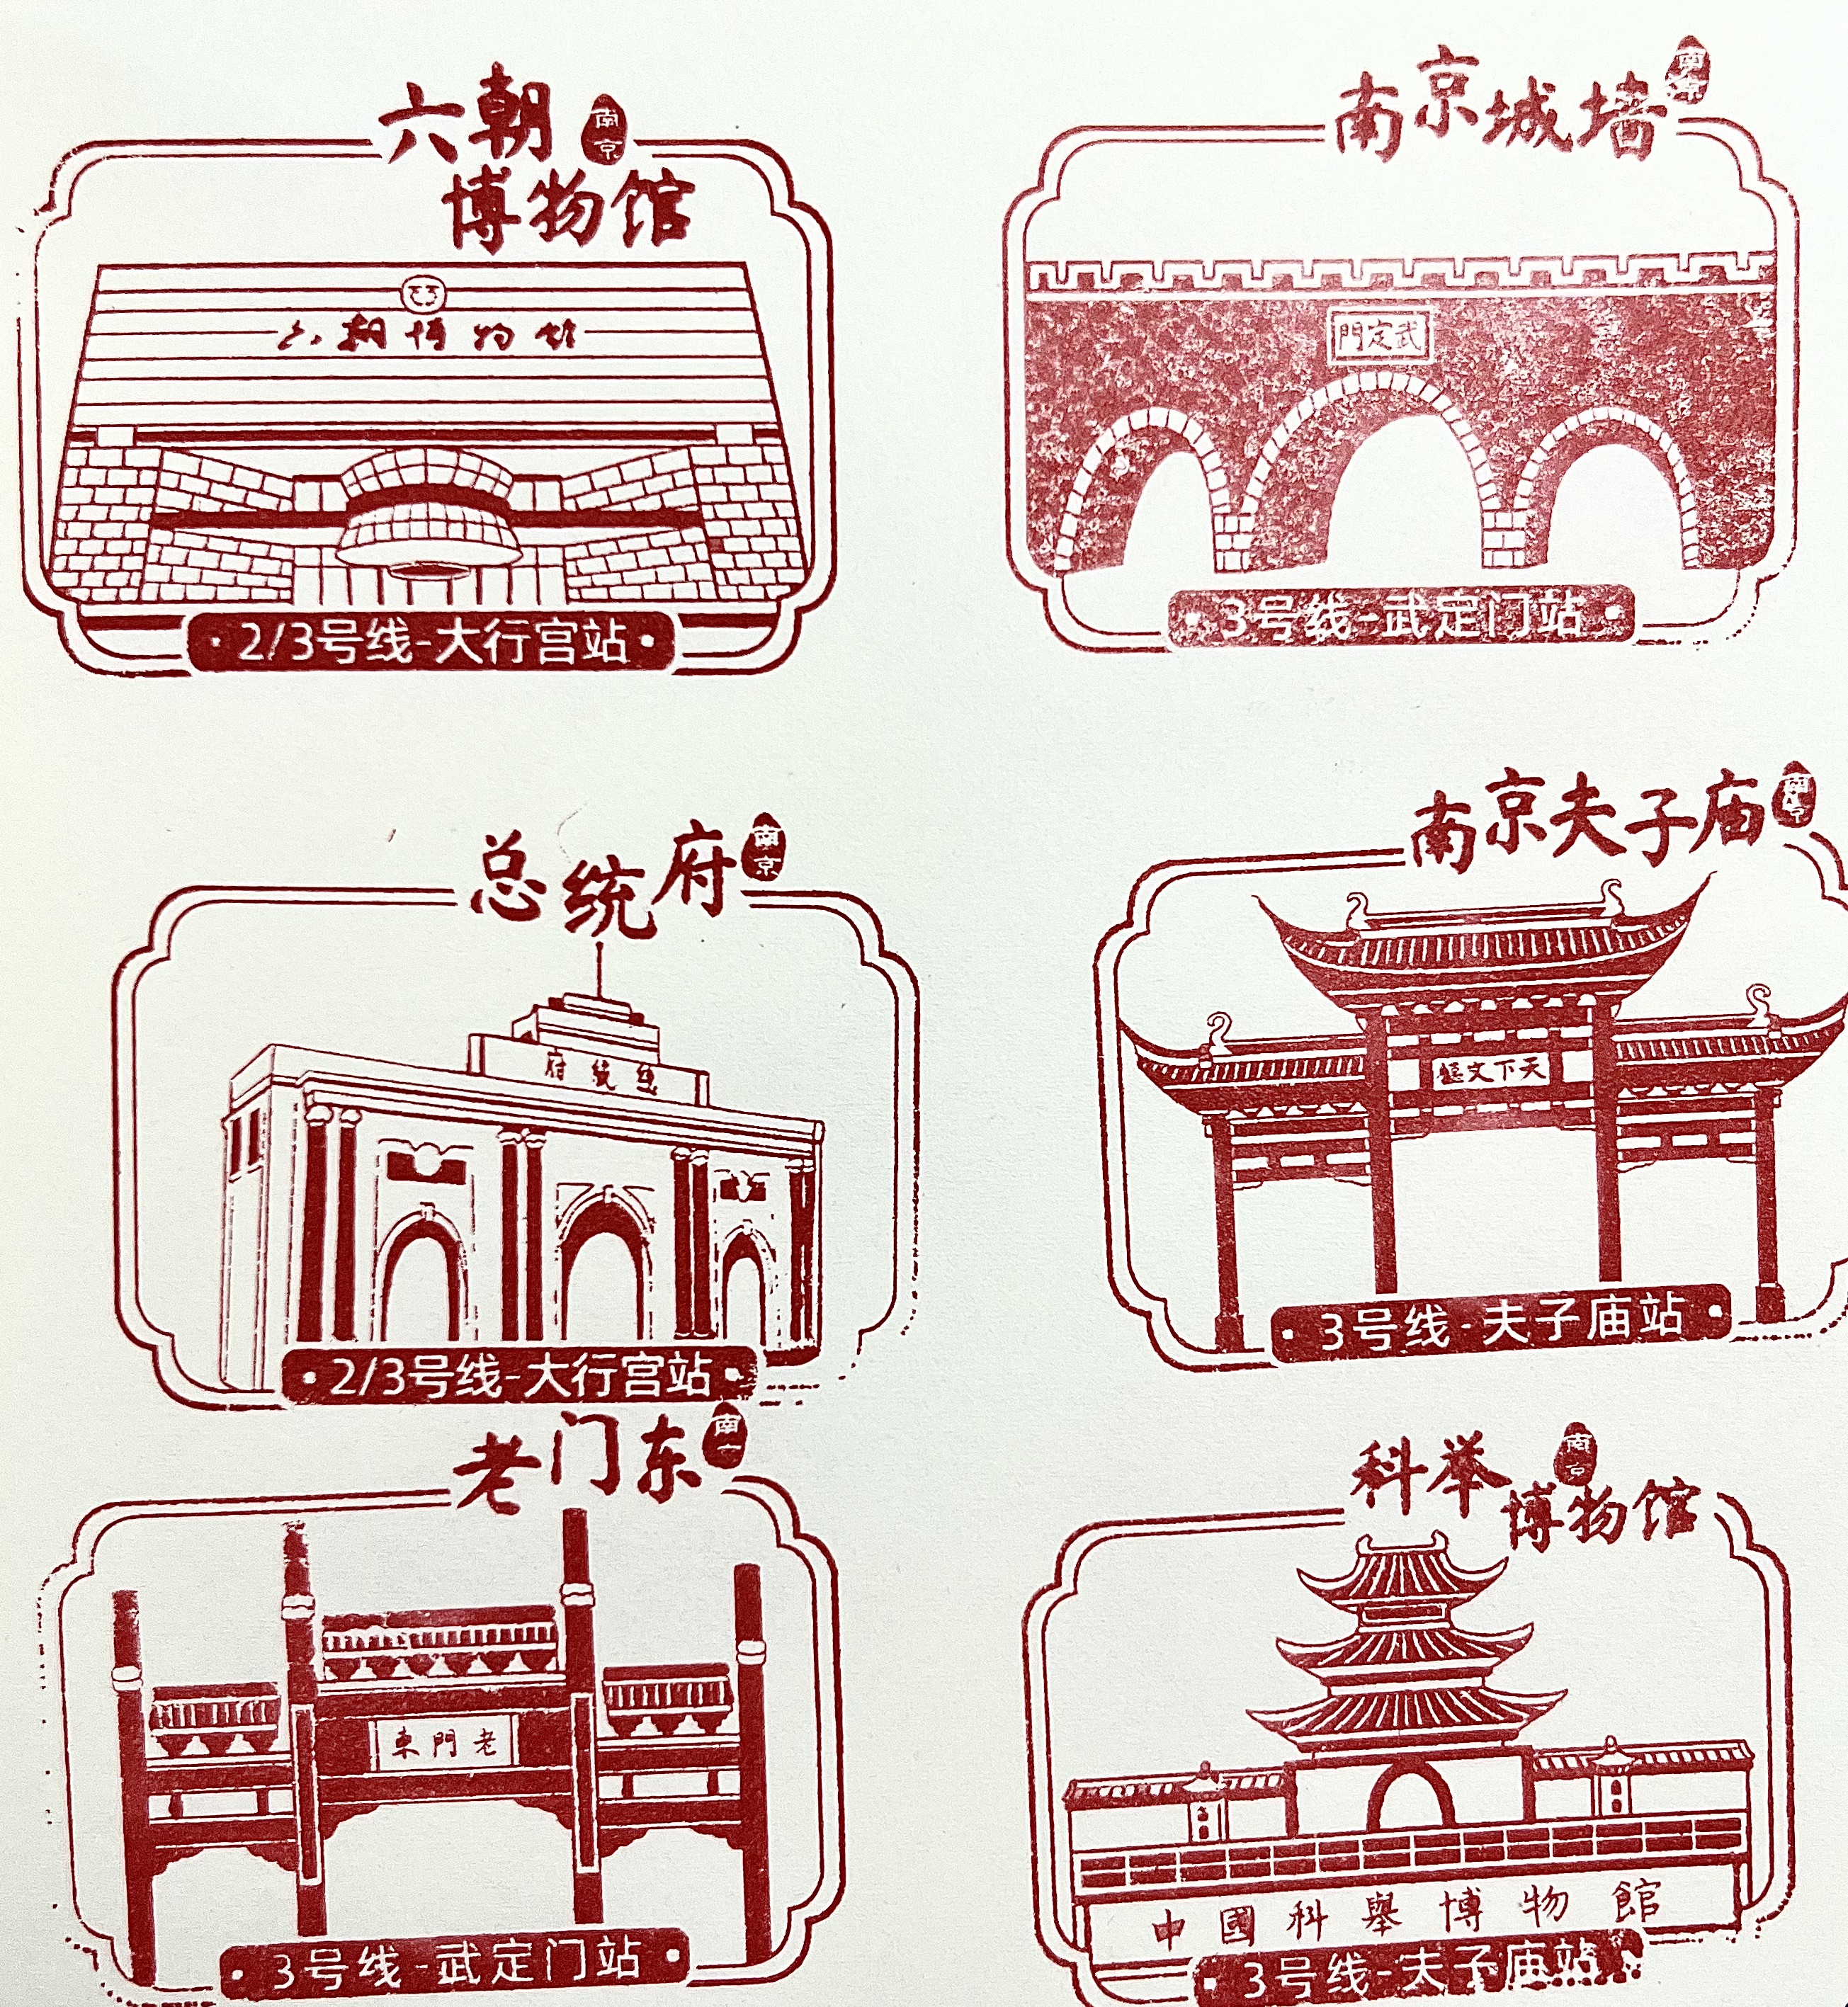 六朝
南京
博物馆
六朝博物馆
2/3号线-大行宫站
南京城墙
南京
武定門
3号线-武定门站
总统府
南京
總統府
2/3号线-大行宫站
南京夫子庙
南京
天下文樞
3号线-夫子庙站
老门东
南
老門東
3号线-武定门站
科举
南京
博物馆
中國科舉博物館
3号线-夫子庙站